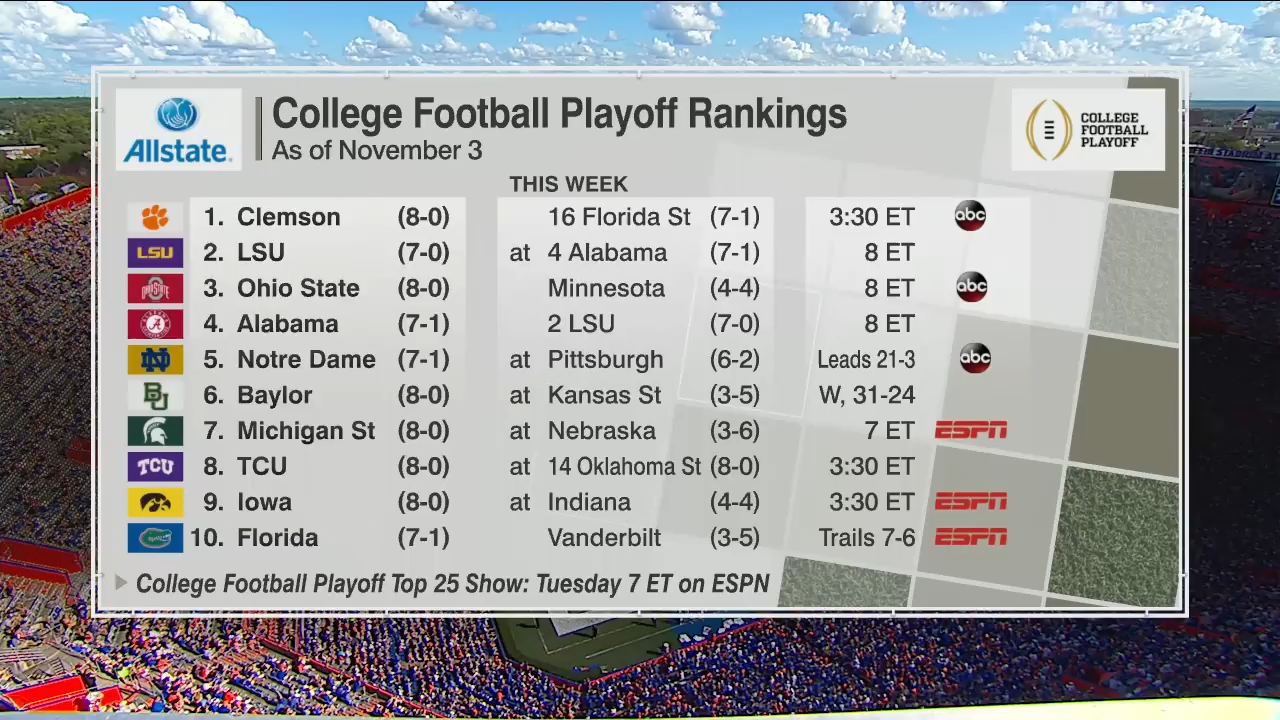 Allstate.
College Football Playoff Rankings
As of November 3
COLLEGE
FOOTBALL
PLAYOFF
THIS WEEK
1. Clemson (8-0) 16 Florida St (7-1) 3:30 ET abc
LSU 2. LSU (7-0) at 4 Alabama (7-1) 8 ET
OHIO STATE 3. Ohio State (8-0) Minnesota (4-4) 8 ET abc
A 4. Alabama (7-1) 2 LSU (7-0) 8 ET
ND 5. Notre Dame (7-1) at Pittsburgh (6-2) Leads 21-3 abc
BU 6. Baylor (8-0) at Kansas St (3-5) W, 31-24
7. Michigan St (8-0) at Nebraska (3-6) 7 ET ESPN
TCU 8. TCU (8-0) at 14 Oklahoma St (8-0) 3:30 ET
9. Iowa (8-0) at Indiana (4-4) 3:30 ET ESPN
10. Florida (7-1) Vanderbilt (3-5) Trails 7-6 ESPN
College Football Playoff Top 25 Show: Tuesday 7 ET on ESPN